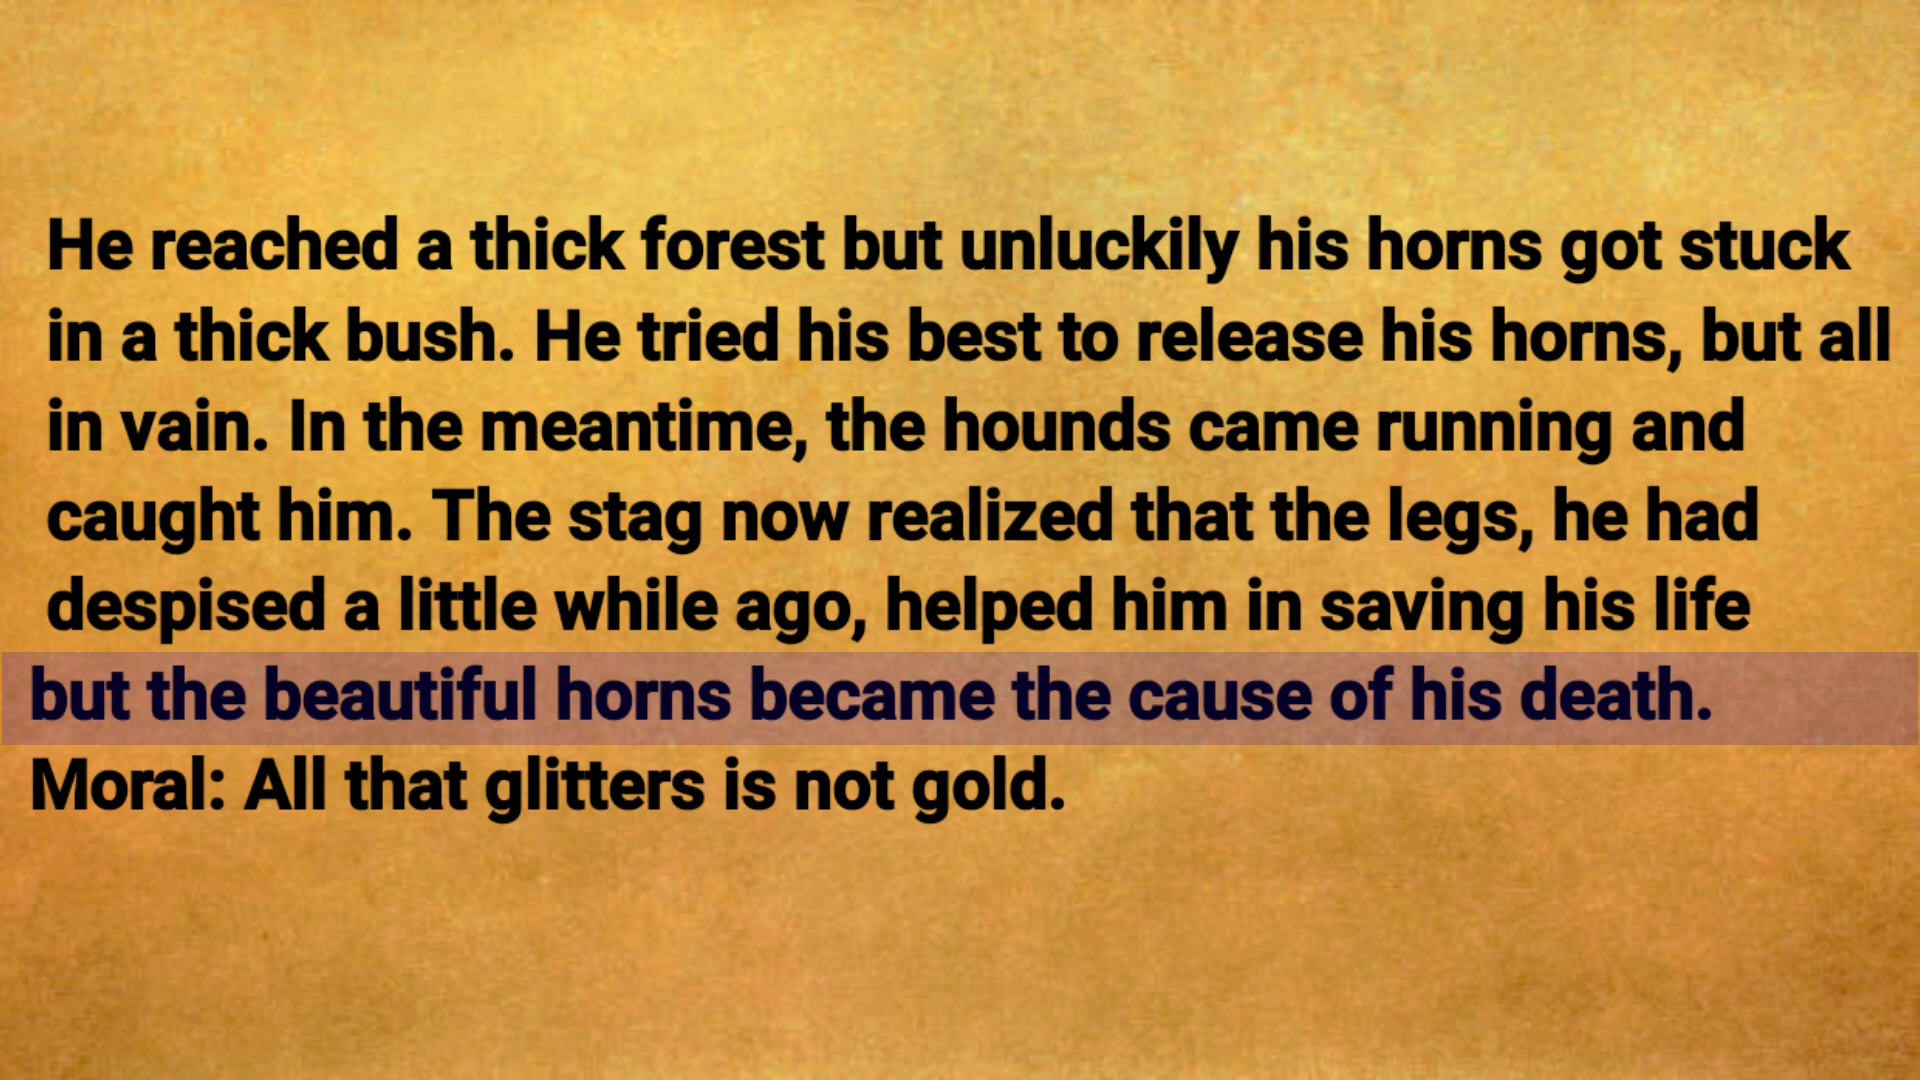 He reached a thick forest but unluckily his horns got stuck
in a thick bush. He tried his best to release his horns, but all
in vain. In the meantime, the hounds came running and
caught him. The stag now realized that the legs, he had
despised a little while ago, helped him in saving his life
but the beautiful horns became the cause of his death.
Moral: All that glitters is not gold.